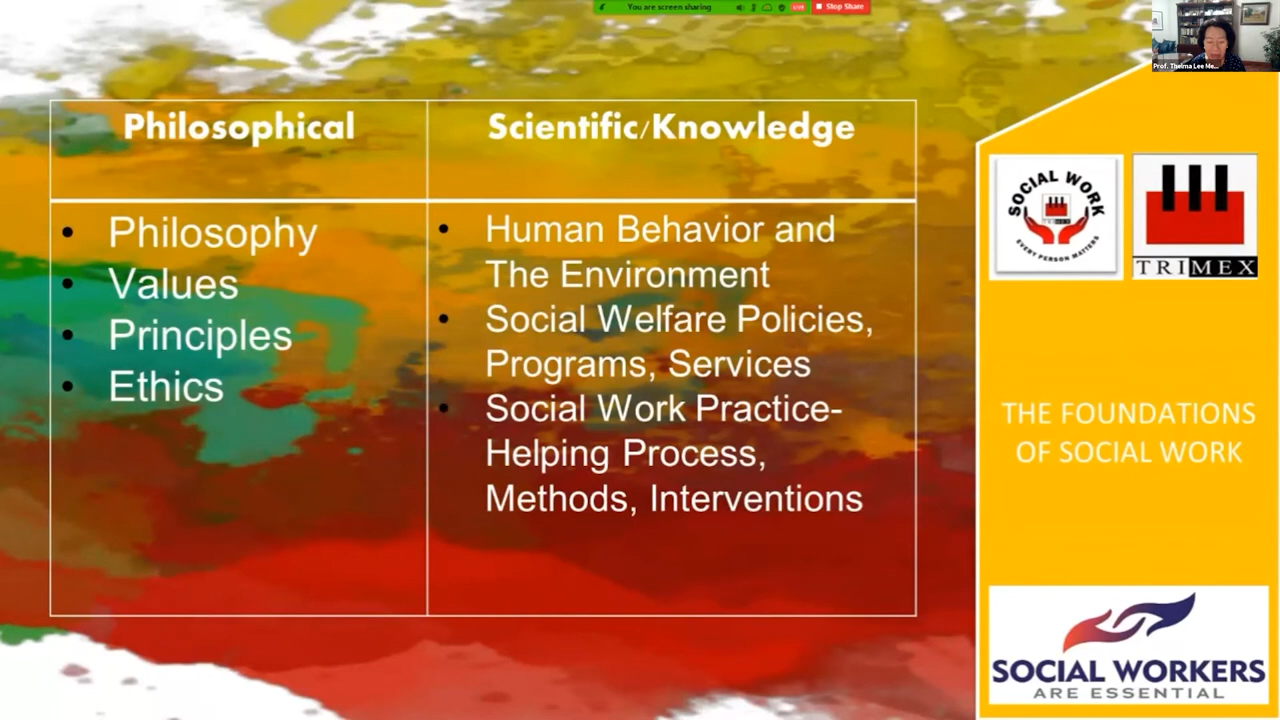 You are screen sharing
LIVE
Stop Share
Prof. Thelma Lee Me...
Philosophical
Scientific/Knowledge
• Philosophy
• Values
• Principles
• Ethics
• Human Behavior and
The Environment
• Social Welfare Policies,
Programs, Services
• Social Work Practice-
Helping Process,
Methods, Interventions
SOCIAL WORK
EVERY PERSON MATTERS
TRIMEX
THE FOUNDATIONS
OF SOCIAL WORK
SOCIAL WORKERS
ARE ESSENTIAL